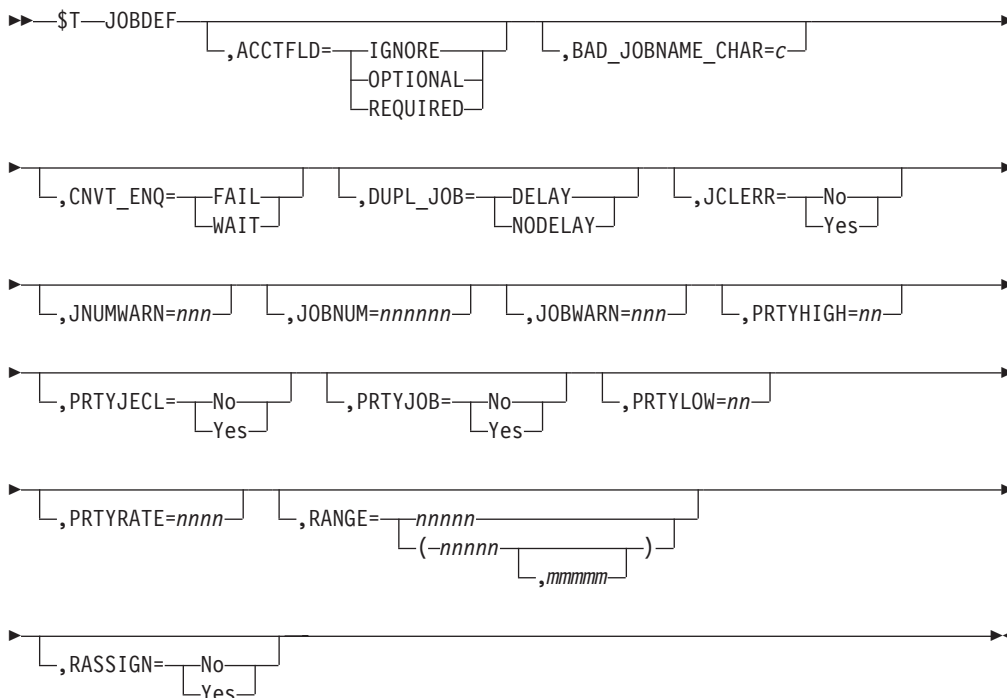 $T JOBDEF
,ACCTFLD= IGNORE ,BAD_JOBNAME_CHAR=c
OPTIONAL
REQUIRED
,CNVT_ENQ= FAIL ,DUPL_JOB= DELAY ,JCLERR= No
WAIT NODELAY Yes
,JNUMWARN=nnn ,JOBNUM=nnnnnn ,JOBWARN=nnn ,PRTYHIGH=nn
,PRTYJECL= No ,PRTYJOB= No ,PRTYLOW=nn
Yes Yes
,PRTYRATE=nnnn ,RANGE= nnnnn
( nnnnn )
,mmmmm
,RASSIGN= No
Yes